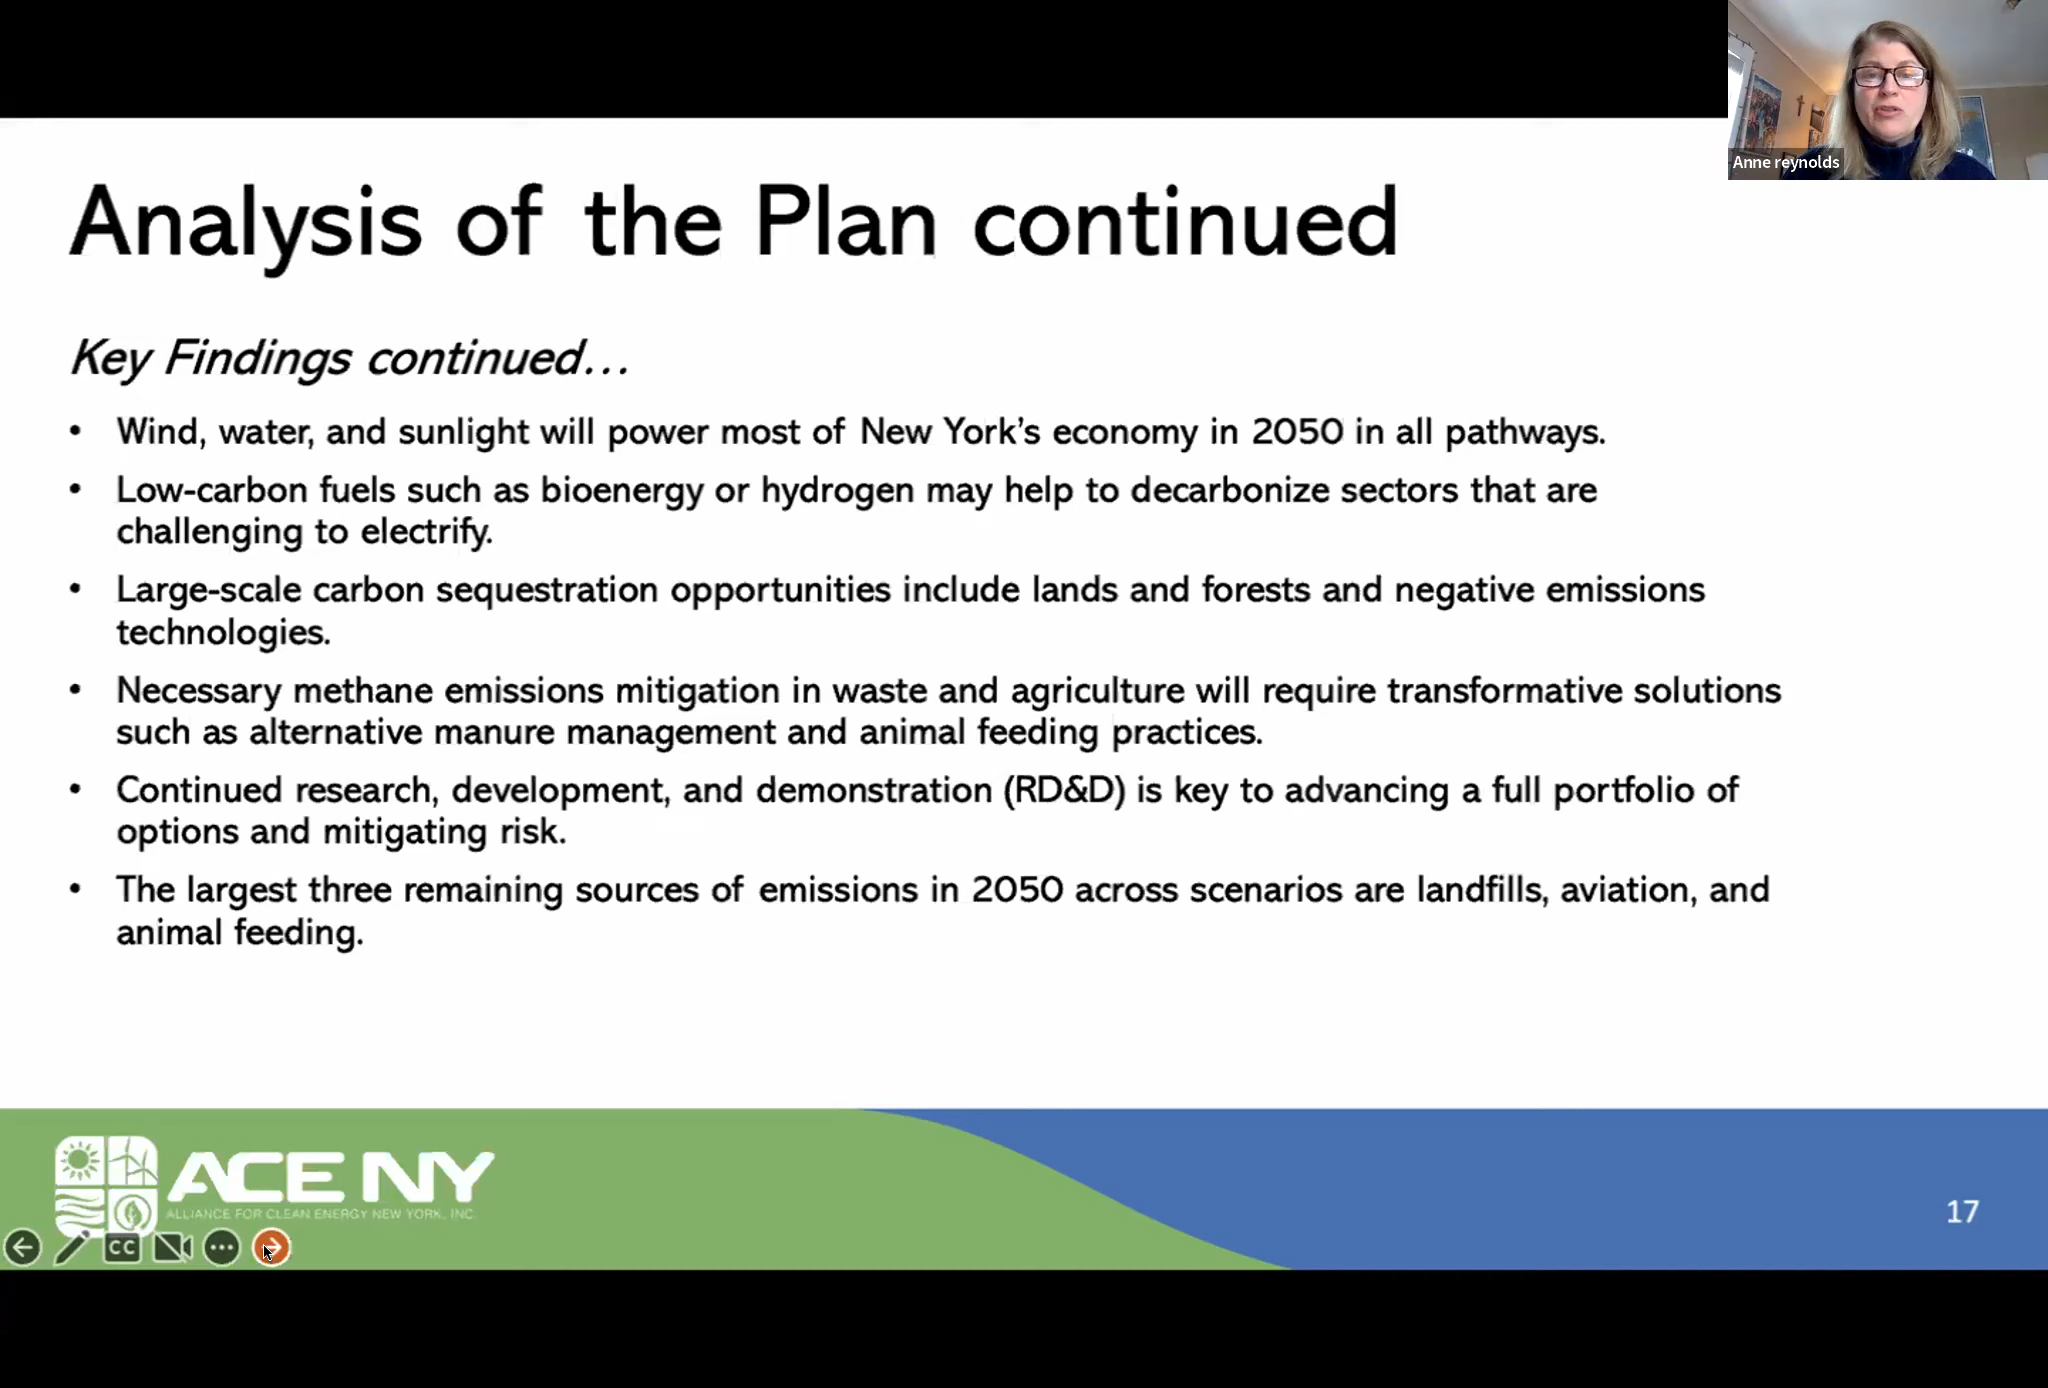 Anne reynolds
Analysis of the Plan continued
Key Findings continued...
• Wind, water, and sunlight will power most of New York's economy in 2050 in all pathways.
• Low-carbon fuels such as bioenergy or hydrogen may help to decarbonize sectors that are
challenging to electrify.
• Large-scale carbon sequestration opportunities include lands and forests and negative emissions
technologies.
• Necessary methane emissions mitigation in waste and agriculture will require transformative solutions
such as alternative manure management and animal feeding practices.
• Continued research, development, and demonstration (RD&D) is key to advancing a full portfolio of
options and mitigating risk.
• The largest three remaining sources of emissions in 2050 across scenarios are landfills, aviation, and
animal feeding.
ACE NY
ALLIANCE FOR CLEAN ENERGY NEW YORK, INC.
CC
17